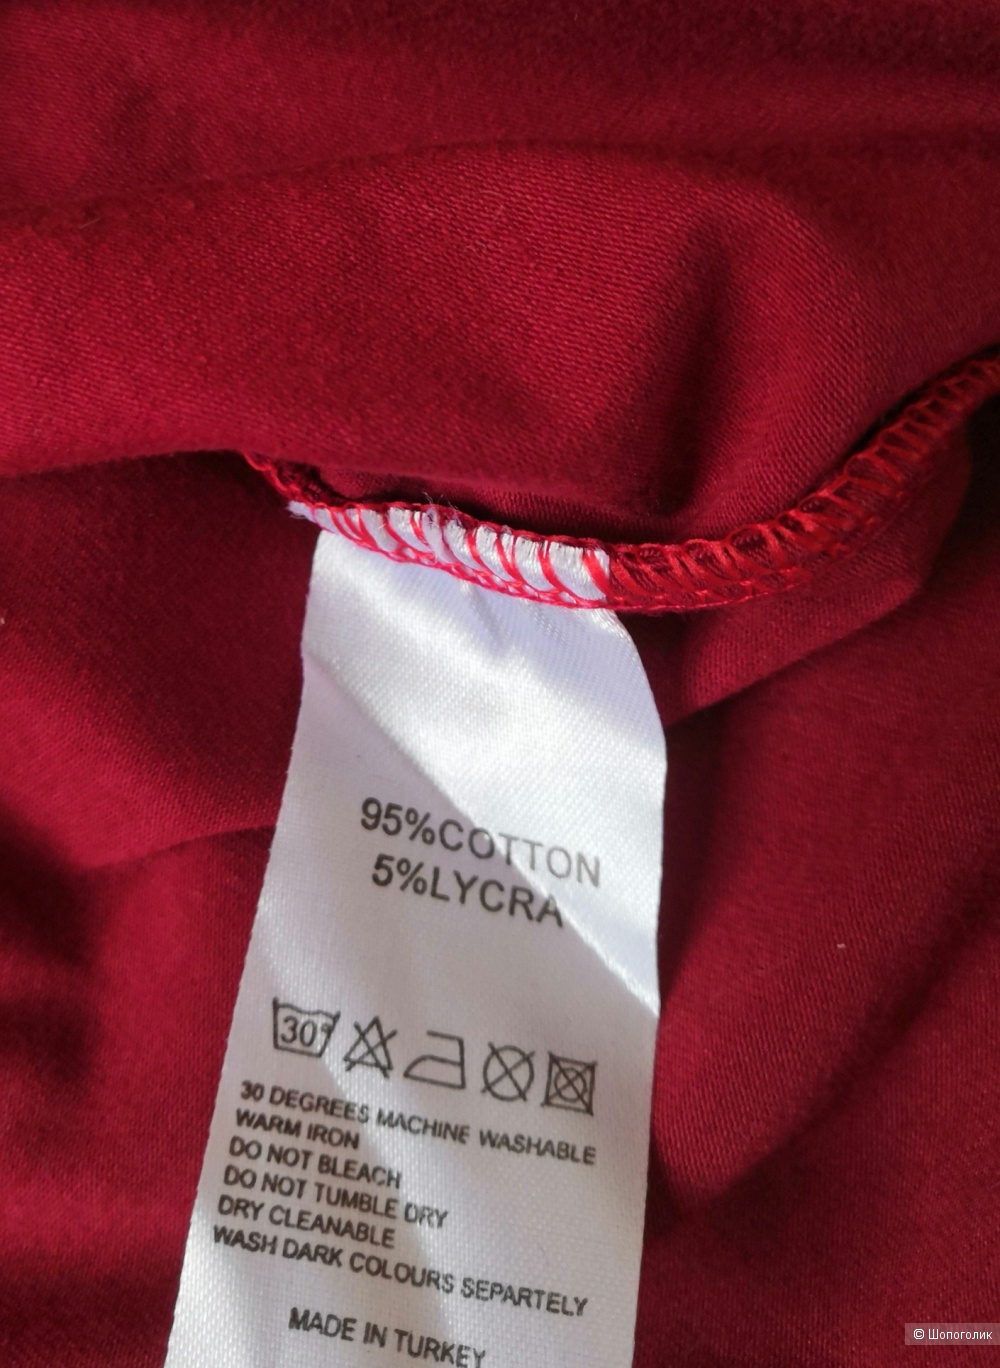 95%COTTON
5%LYCRA
30°
30 DEGREES MACHINE WASHABLE
WARM IRON
DO NOT BLEACH
DO NOT TUMBLE DRY
DRY CLEANABLE
WASH DARK COLOURS SEPARTELY
MADE IN TURKEY
© Шопоголик